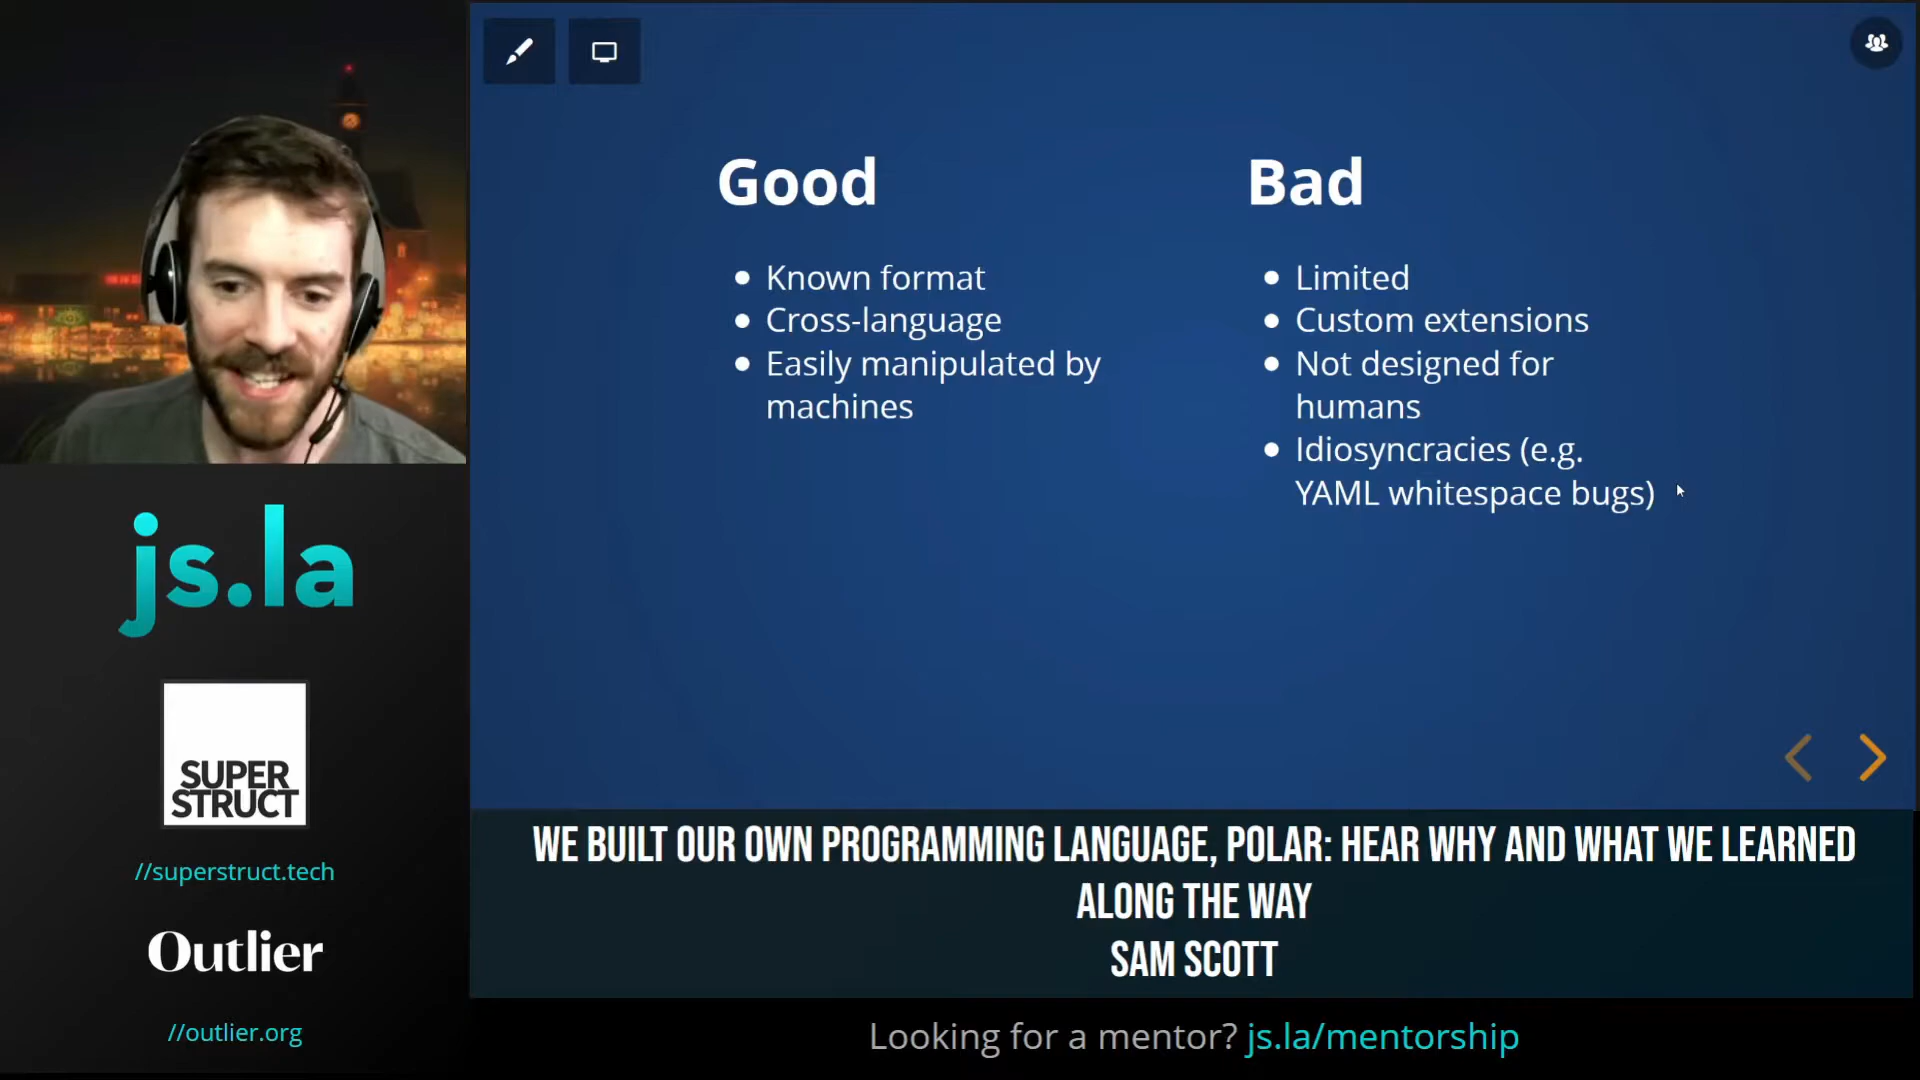 Good
Known format
Cross-language
Easily manipulated by
machines
Bad
Limited
Custom extensions
Not designed for
humans
Idiosyncracies (e.g.
YAML whitespace bugs)
js.la
SUPER
STRUCT
//superstruct.tech
Outlier
//outlier.org
WE BUILT OUR OWN PROGRAMMING LANGUAGE, POLAR: HEAR WHY AND WHAT WE LEARNED
ALONG THE WAY
SAM SCOTT
Looking for a mentor? js.la/mentorship